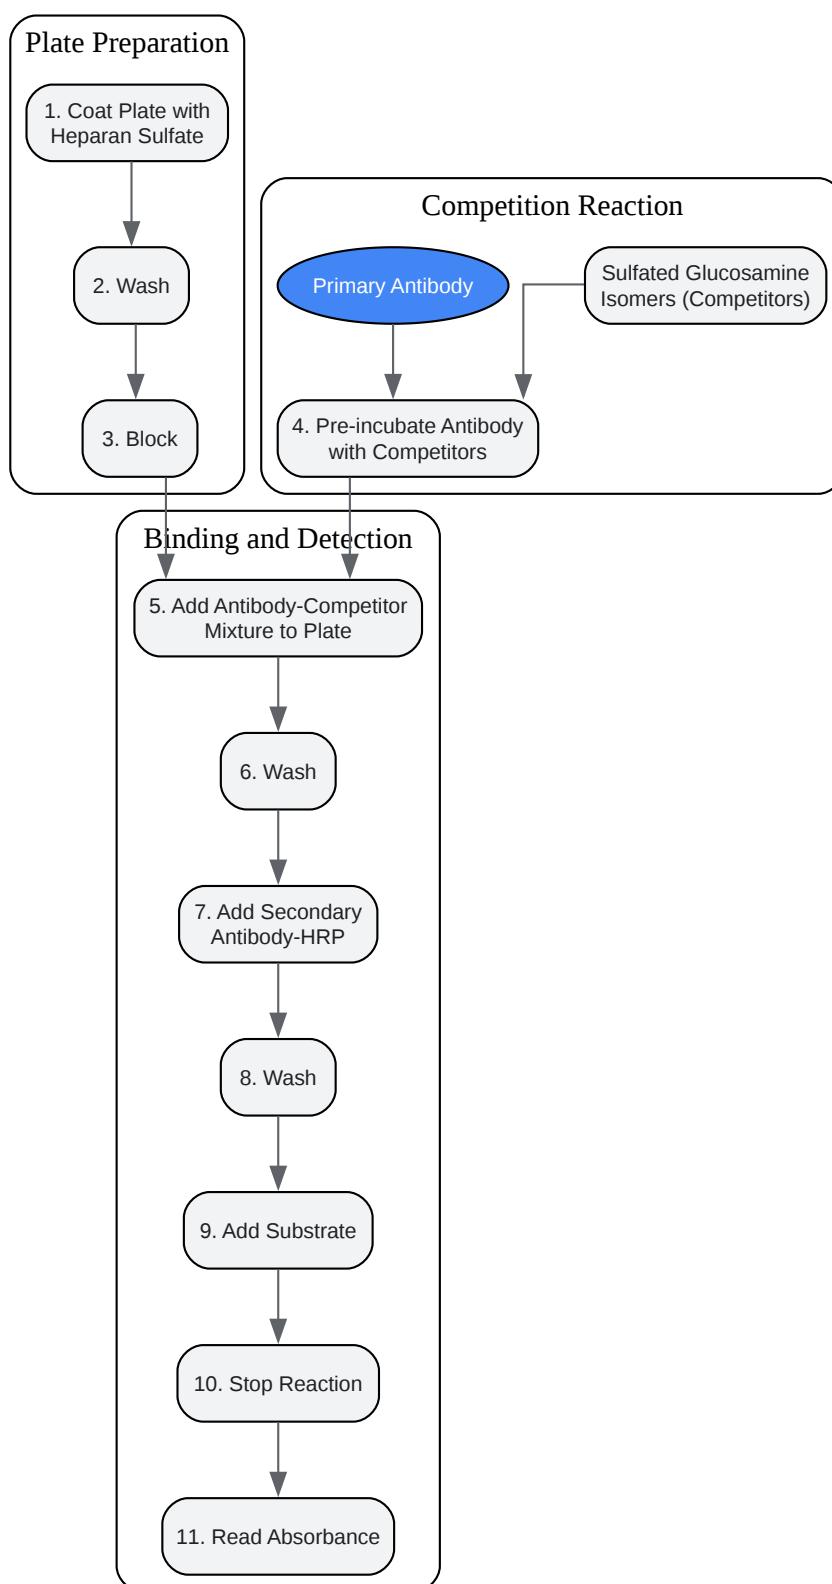 Plate Preparation
1. Coat Plate with
Heparan Sulfate
2. Wash
3. Block
Competition Reaction
Primary Antibody
Sulfated Glucosamine
Isomers (Competitors)
4. Pre-incubate Antibody
with Competitors
Binding and Detection
5. Add Antibody-Competitor
Mixture to Plate
6. Wash
7. Add Secondary
Antibody-HRP
8. Wash
9. Add Substrate
10. Stop Reaction
11. Read Absorbance